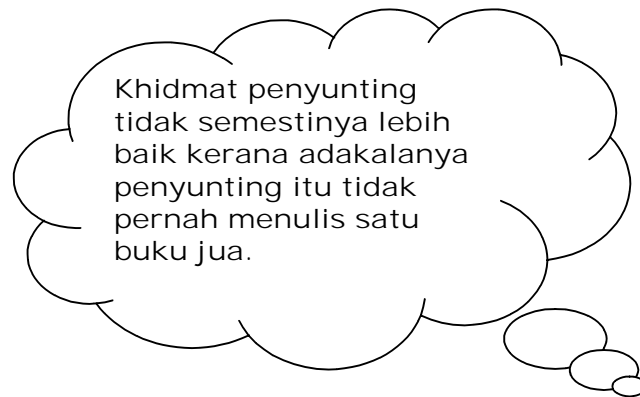 Khidmat penyunting
tidak semestinya lebih
baik kerana adakalanya
penyunting itu tidak
pernah menulis satu
buku jua.